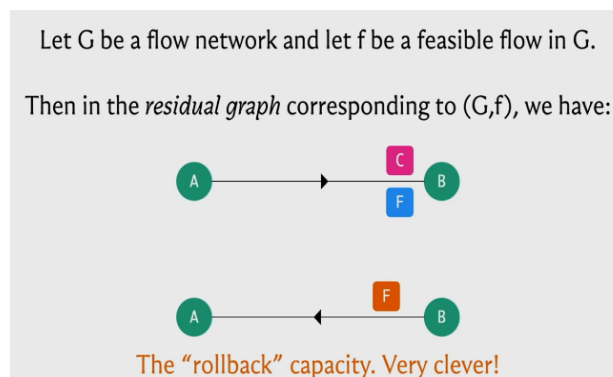 Let G be a flow network and let f be a feasible flow in G.
Then in the residual graph corresponding to (G,f), we have:
C
A B
F
F
A B
The “rollback” capacity. Very clever!